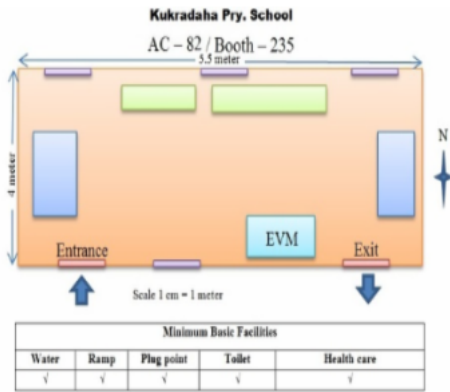 Kukradaha Pry. School
AC – 82 / Booth – 235
5.5 meter
4 meter
N
Entrance
EVM
Exit
Scale 1 cm = 1 meter
Minimum Basic Facilities
Water Ramp Plug point Toilet Health care
√ √ √ √ √